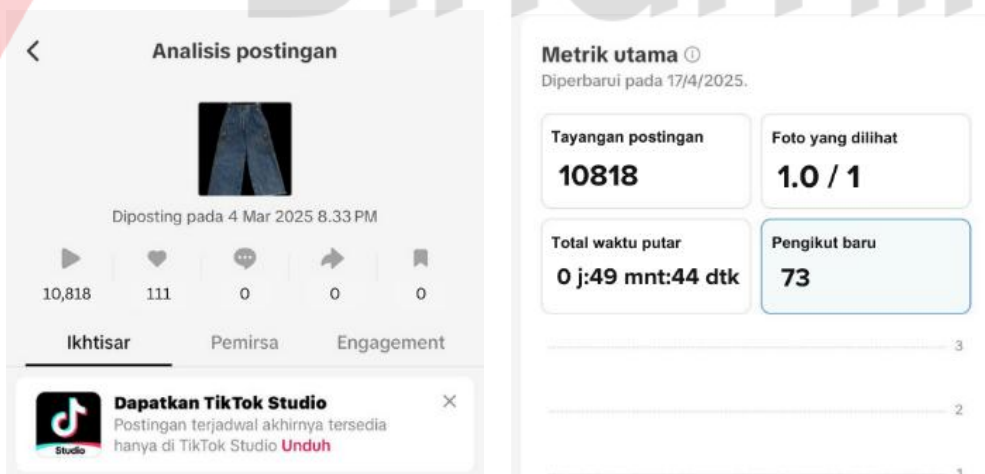 Analisis postingan
Diposting pada 4 Mar 2025 8.33 PM
10,818 111 0 0 0
Ikhtisar Pemirsa Engagement
Dapatkan TikTok Studio
Postingan terjadwal akhirnya tersedia
hanya di TikTok Studio Unduh
Studio
Metrik utama
Diperbarui pada 17/4/2025.
Tayangan postingan
10818
Foto yang dilihat
1.0 / 1
Total waktu putar
0 j:49 mnt:44 dtk
Pengikut baru
73
3
2
1